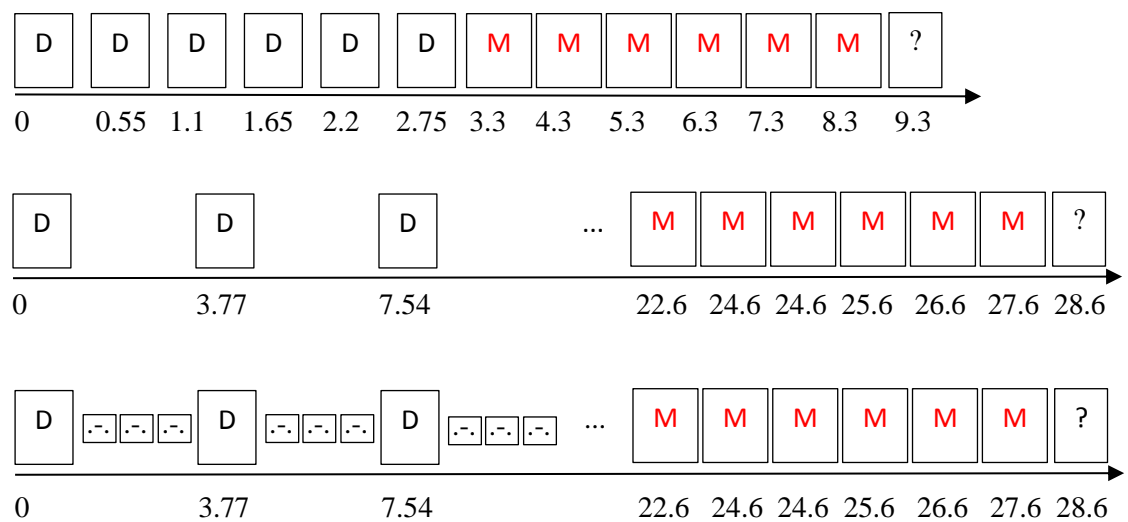 D D D D D D M M M M M M ?
0 0.55 1.1 1.65 2.2 2.75 3.3 4.3 5.3 6.3 7.3 8.3 9.3
D D D ... M M M M M M ?
0 3.77 7.54 22.6 24.6 24.6 25.6 26.6 27.6 28.6
D .-. .-. .-. D .-. .-. .-. D .-. .-. .-. ... M M M M M M ?
0 3.77 7.54 22.6 24.6 24.6 25.6 26.6 27.6 28.6